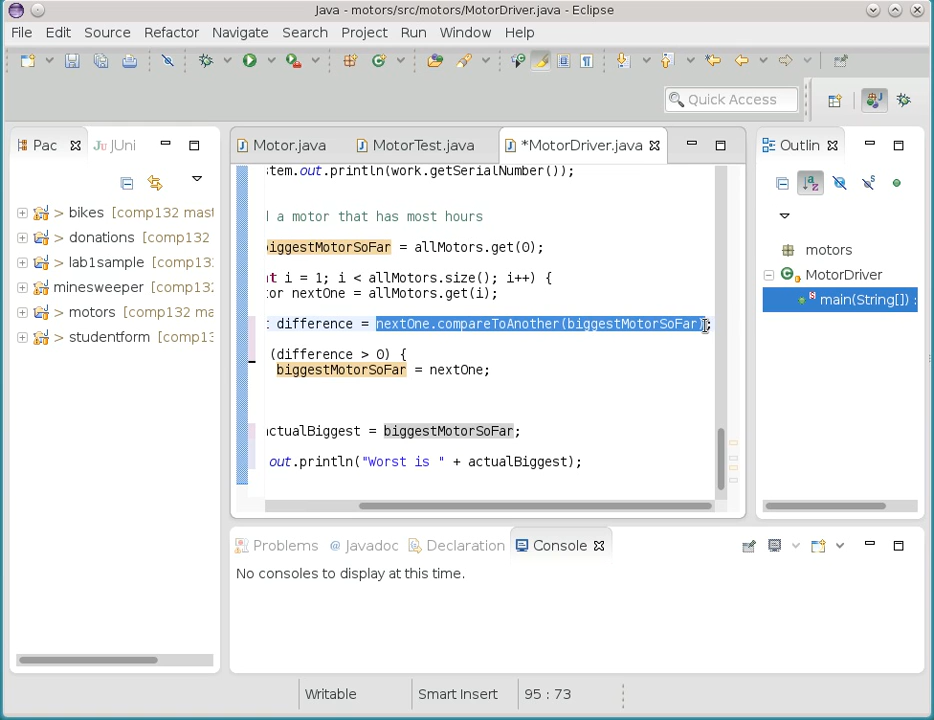 Java - motors/src/motors/MotorDriver.java - Eclipse
File Edit Source Refactor Navigate Search Project Run Window Help
Quick Access
Pac JUni
Motor.java MotorTest.java *MotorDriver.java
Outlin
> bikes [comp132 mast
> donations [comp132
> lab1sample [comp13
minesweeper [comp132
> motors [comp132 ma
> studentform [comp13
tem.out.println(work.getSerialNumber());
l a motor that has most hours
iggestMotorSoFar = allMotors.get(0);
t i = 1; i < allMotors.size(); i++) {
or nextOne = allMotors.get(i);
t difference = nextOne.compareToAnother(biggestMotorSoFar);
(difference > 0) {
biggestMotorSoFar = nextOne;
actualBiggest = biggestMotorSoFar;
out.println("Worst is " + actualBiggest);
motors
MotorDriver
main(String[]) :
Problems @ Javadoc Declaration Console
No consoles to display at this time.
Writable Smart Insert 95 : 73